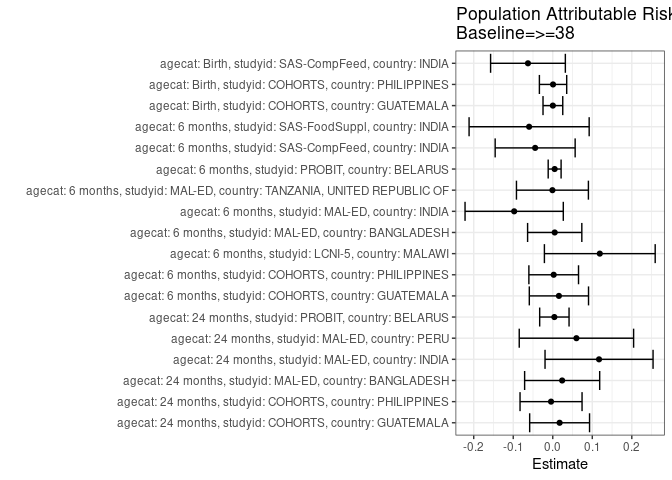 Population Attributable Risk
Baseline=>=38
agecat: Birth, studyid: SAS-CompFeed, country: INDIA
agecat: Birth, studyid: COHORTS, country: PHILIPPINES
agecat: Birth, studyid: COHORTS, country: GUATEMALA
agecat: 6 months, studyid: SAS-FoodSuppl, country: INDIA
agecat: 6 months, studyid: SAS-CompFeed, country: INDIA
agecat: 6 months, studyid: PROBIT, country: BELARUS
agecat: 6 months, studyid: MAL-ED, country: TANZANIA, UNITED REPUBLIC OF
agecat: 6 months, studyid: MAL-ED, country: INDIA
agecat: 6 months, studyid: MAL-ED, country: BANGLADESH
agecat: 6 months, studyid: LCNI-5, country: MALAWI
agecat: 6 months, studyid: COHORTS, country: PHILIPPINES
agecat: 6 months, studyid: COHORTS, country: GUATEMALA
agecat: 24 months, studyid: PROBIT, country: BELARUS
agecat: 24 months, studyid: MAL-ED, country: PERU
agecat: 24 months, studyid: MAL-ED, country: INDIA
agecat: 24 months, studyid: MAL-ED, country: BANGLADESH
agecat: 24 months, studyid: COHORTS, country: PHILIPPINES
agecat: 24 months, studyid: COHORTS, country: GUATEMALA
-0.2 -0.1 0.0 0.1 0.2
Estimate